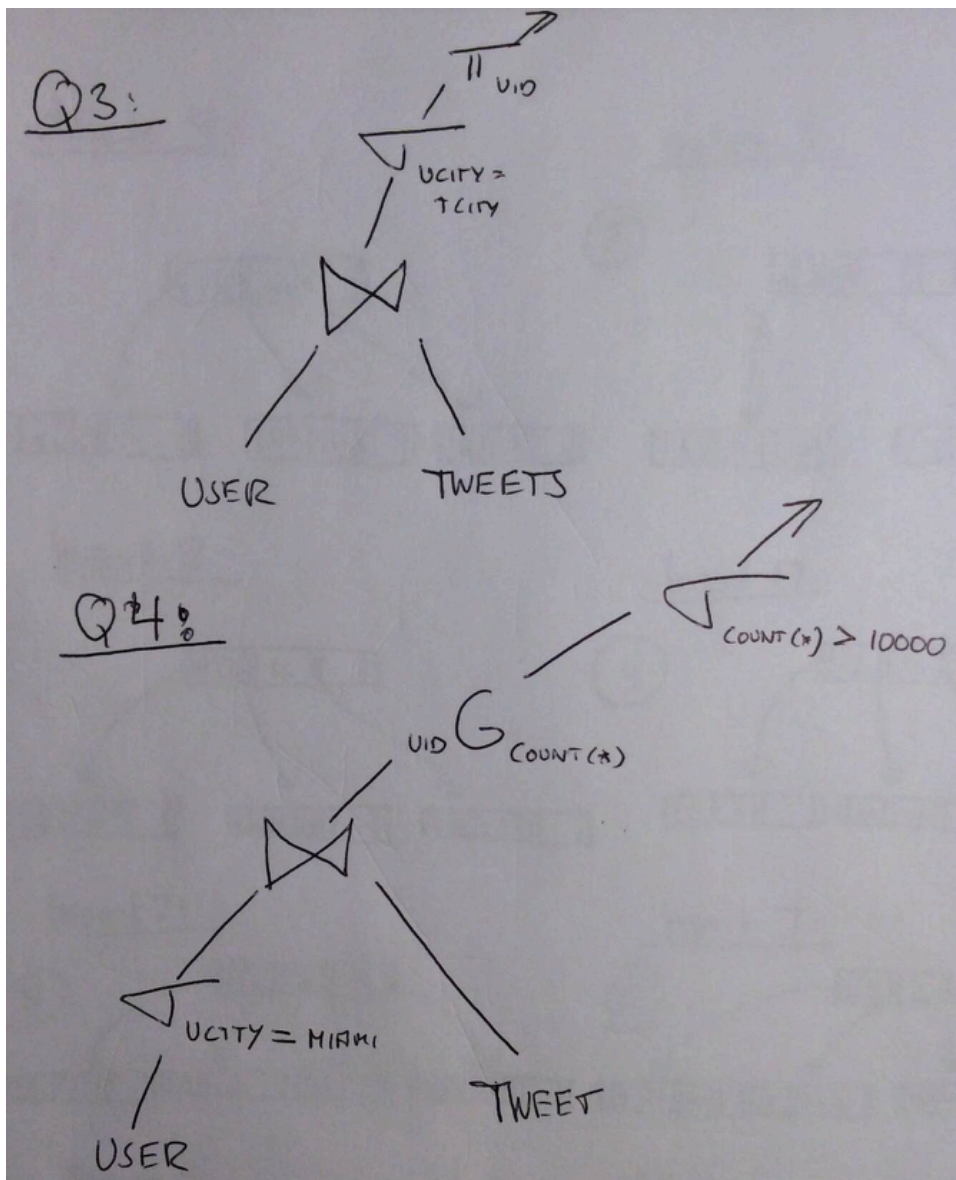 Q3:
π UID
σ UCITY =
TCITY
⋈
USER TWEETS
Q4:
σ COUNT(*) > 10000
UID G COUNT(*)
⋈
σ UCITY = MIAMI
TWEET
USER